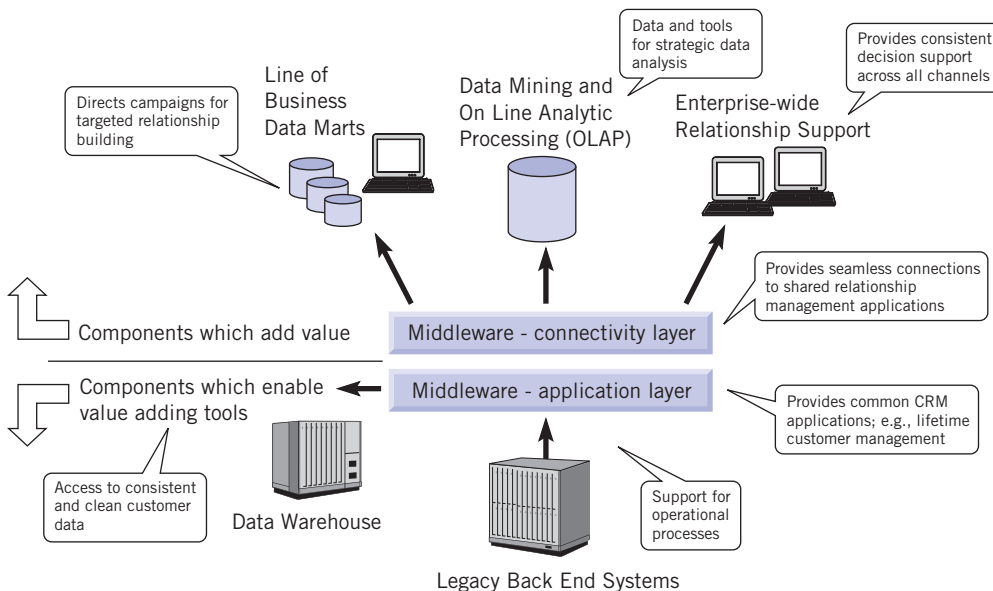 Data and tools
for strategic data
analysis
Provides consistent
decision support
across all channels
Line of
Business
Data Marts
Data Mining and
On Line Analytic
Processing (OLAP)
Enterprise-wide
Relationship Support
Directs campaigns for
targeted relationship
building
Provides seamless connections
to shared relationship
management applications
Components which add value
Middleware - connectivity layer
Components which enable
value adding tools
Middleware - application layer
Provides common CRM
applications; e.g., lifetime
customer management
Access to consistent
and clean customer
data
Data Warehouse
Support for
operational
processes
Legacy Back End Systems